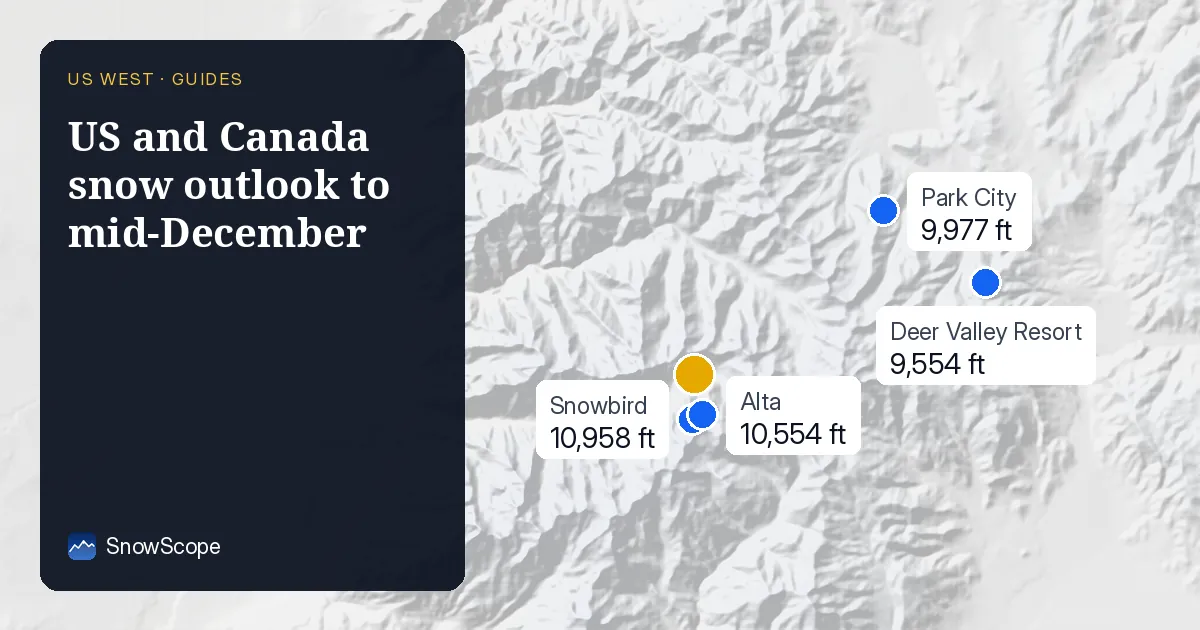 US WEST · GUIDES
US and Canada
snow outlook to
mid-December
Park City
9,977 ft
Deer Valley Resort
9,554 ft
Snowbird
10,958 ft
Alta
10,554 ft
SnowScope